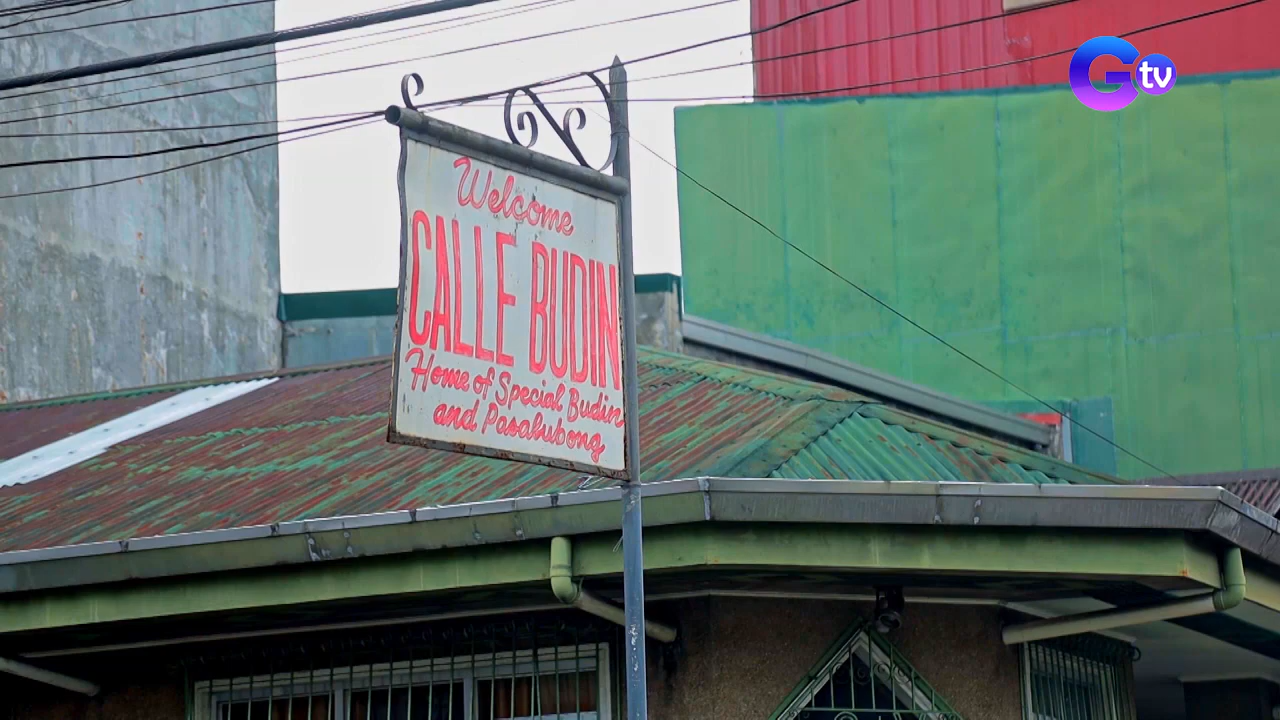 Gtv
Welcome
CALLE BUDIN
Home of Special Budin
and Pasalubong